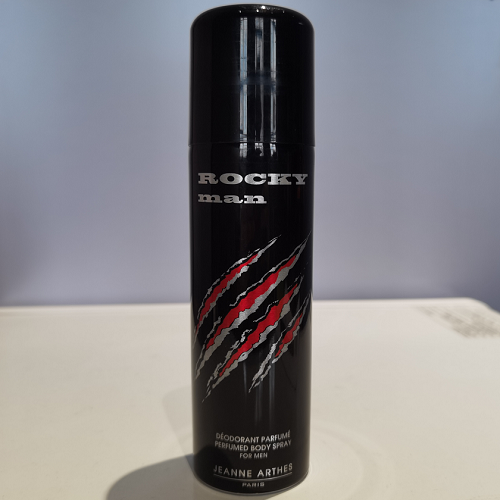 ROCKY
man
DÉODORANT PARFUMÉ
PERFUMED BODY SPRAY
FOR MEN
JEANNE ARTHES
PARIS